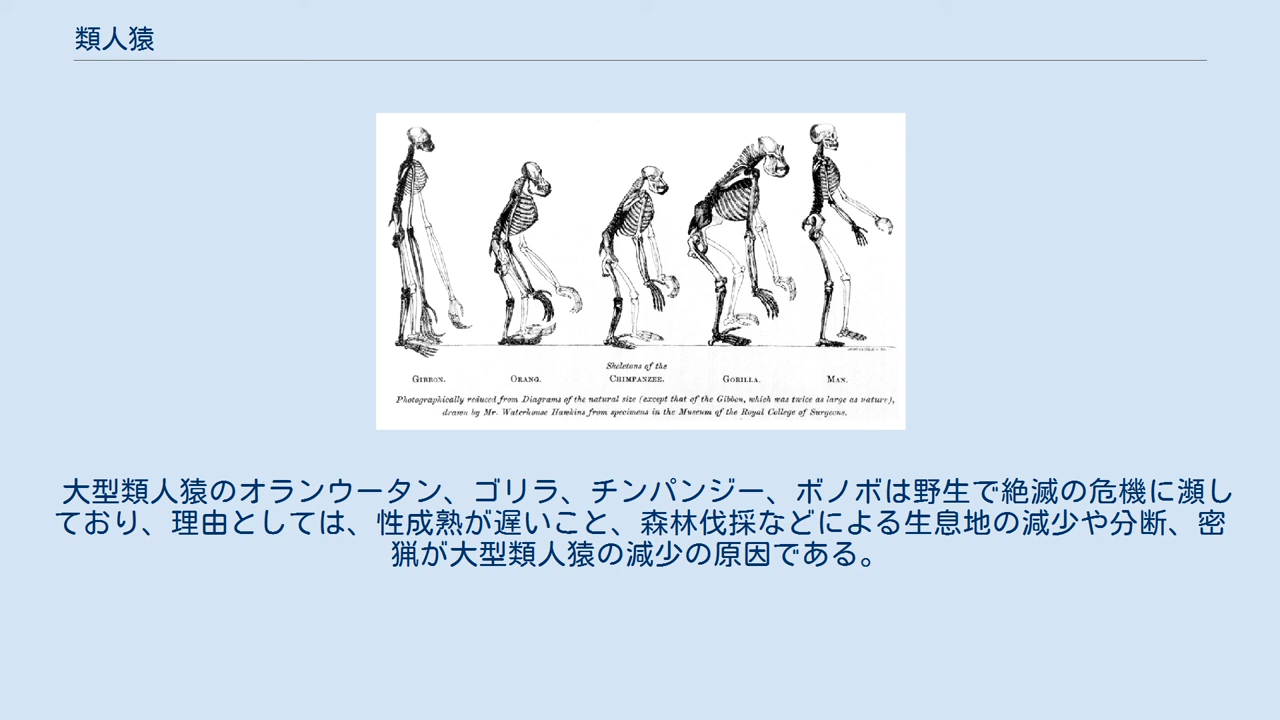 類人猿
Skeletons of the
GIBBON. ORANG. CHIMPANZEE. GORILLA. MAN.
Photographically reduced from Diagrams of the natural size (except that of the Gibbon, which was twice as large as nature),
drawn by Mr. Waterhouse Hawkins from specimens in the Museum of the Royal College of Surgeons.
大型類人猿のオランウータン、ゴリラ、チンパンジー、ボノボは野生で絶滅の危機に瀕し
ており、理由としては、性成熟が遅いこと、森林伐採などによる生息地の減少や分断、密
猟が大型類人猿の減少の原因である。